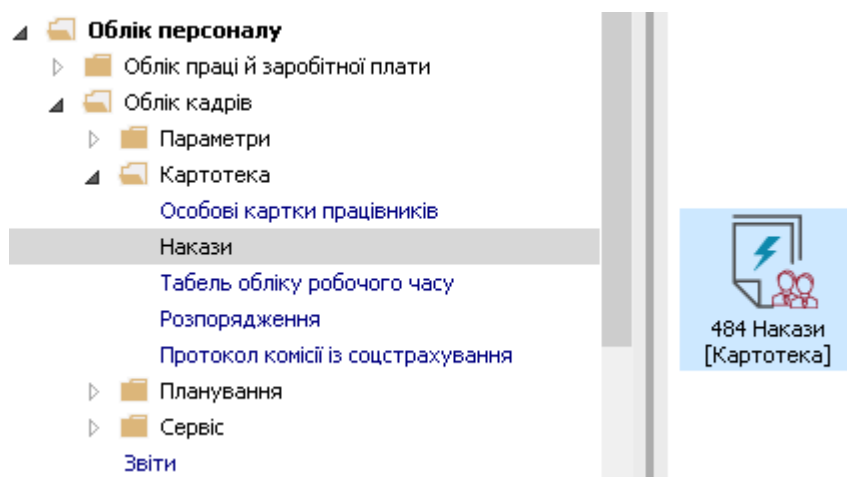 Облік персоналу
Облік праці й заробітної плати
Облік кадрів
Параметри
Картотека
Особові картки працівників
Накази
Табель обліку робочого часу
Розпорядження
Протокол комісії із соцстрахування
Планування
Сервіс
Звіти
484 Накази
[Картотека]